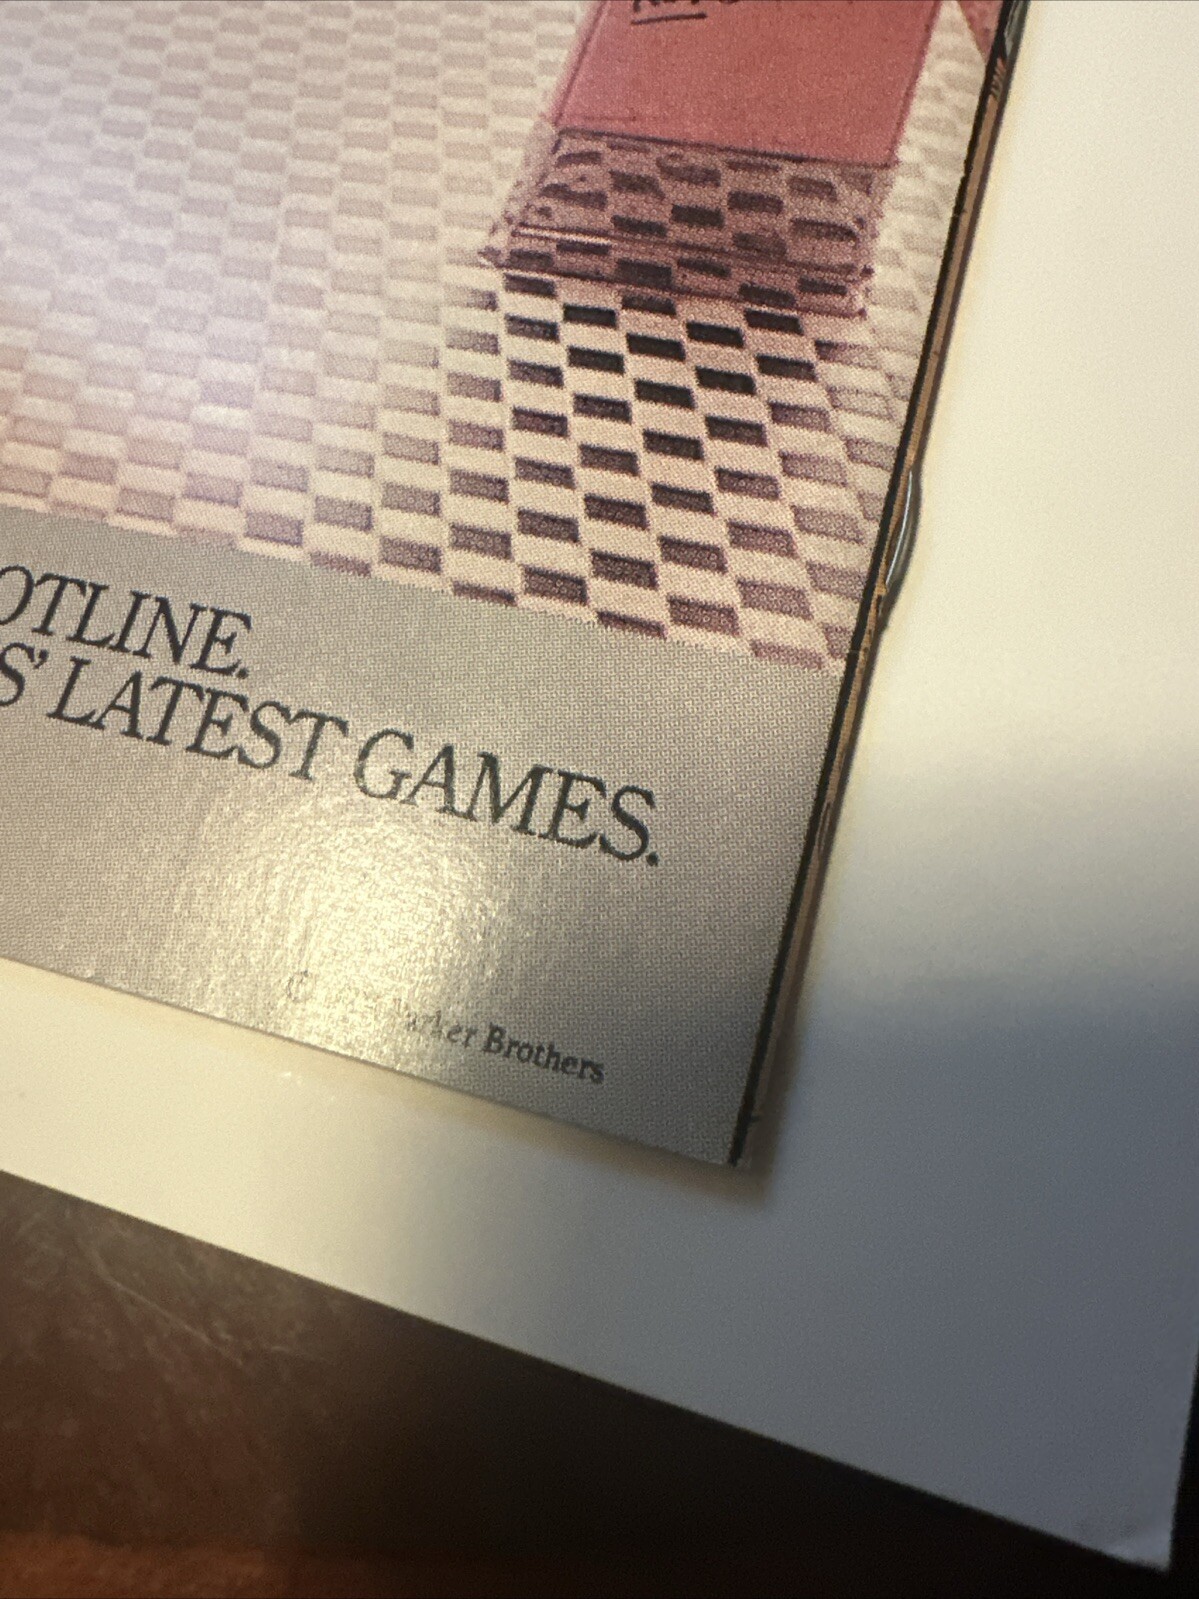 OTLINE.
S' LATEST GAMES.
© Parker Brothers